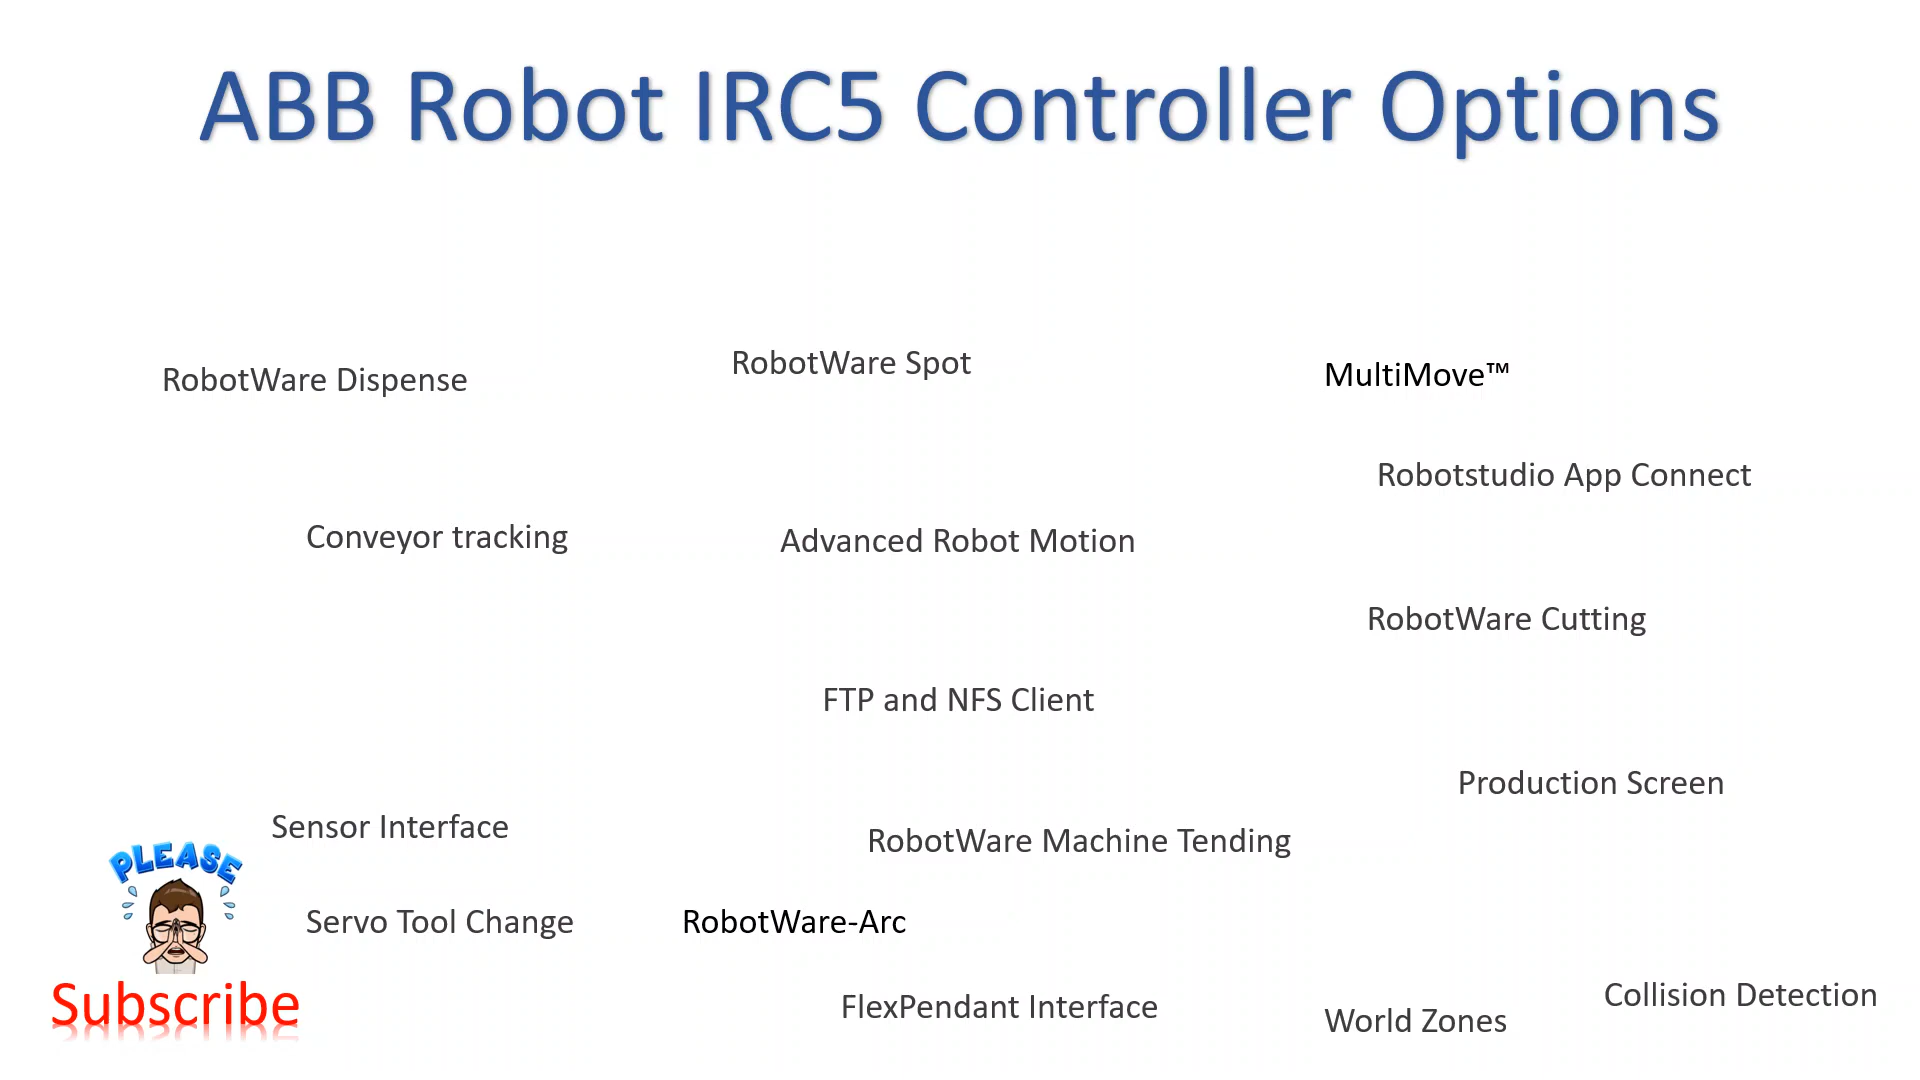 ABB Robot IRC5 Controller Options
RobotWare Dispense
RobotWare Spot
MultiMove™
Robotstudio App Connect
Conveyor tracking
Advanced Robot Motion
RobotWare Cutting
FTP and NFS Client
Production Screen
Sensor Interface
RobotWare Machine Tending
PLEASE
Servo Tool Change
RobotWare-Arc
Subscribe
FlexPendant Interface
World Zones
Collision Detection